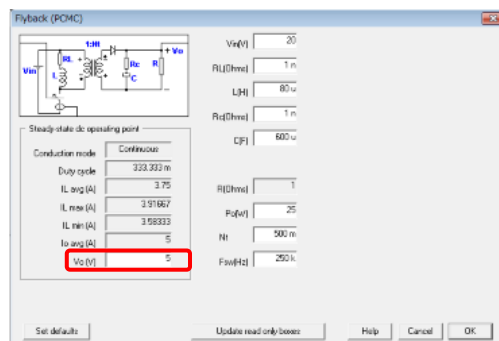 Flyback (PCMC)
1:Nt
+ Vo
Vin
RL
L
Rc
C
R
Vin(V) 20
RL(Ohms) 1 n
L(H) 80 u
Rc(Ohms) 1 n
C(F) 600 u
Steady-state dc operating point
Conduction mode Continuous
Duty cycle 333.333 m
IL avg (A) 3.75
IL max (A) 3.91667
IL min (A) 3.58333
Io avg (A) 5
Vo (V) 5
R(Ohms) 1
Po(W) 25
Nt 500 m
Fsw(Hz) 250 k
Set defaults
Update read only boxes
Help
Cancel
OK